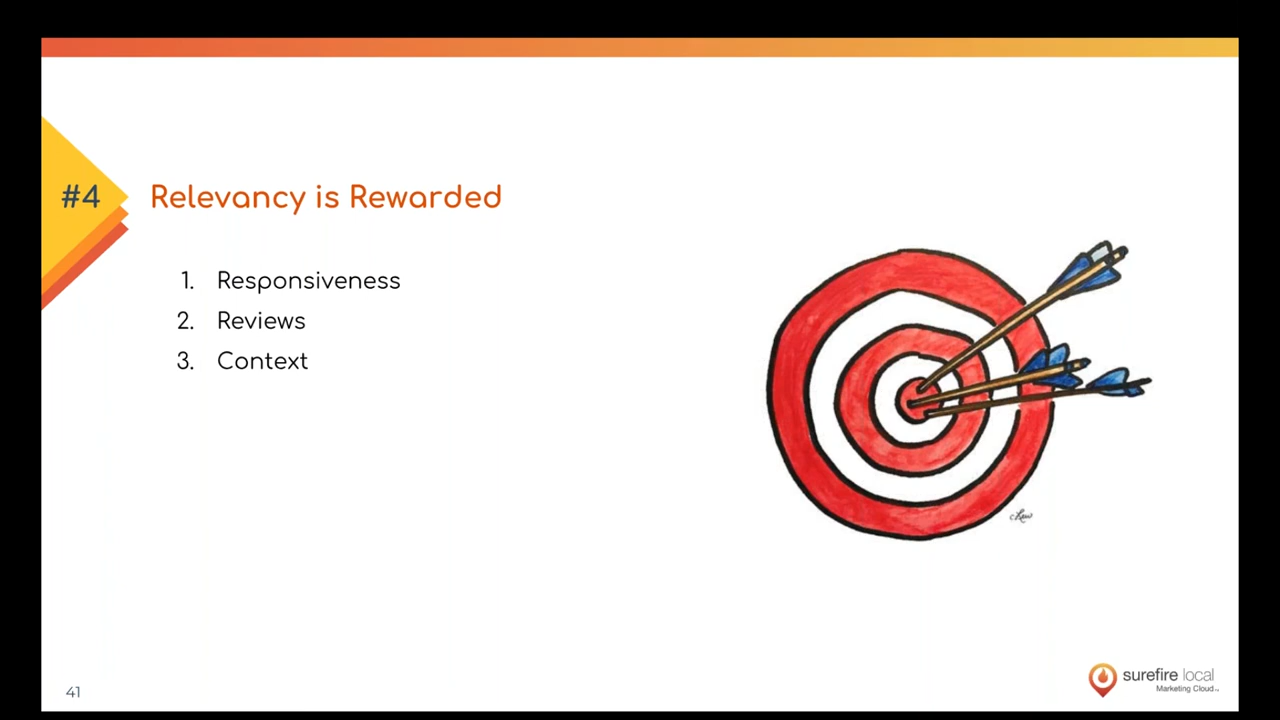 #4
Relevancy is Rewarded
1. Responsiveness
2. Reviews
3. Context
41
surefire local
Marketing Cloud